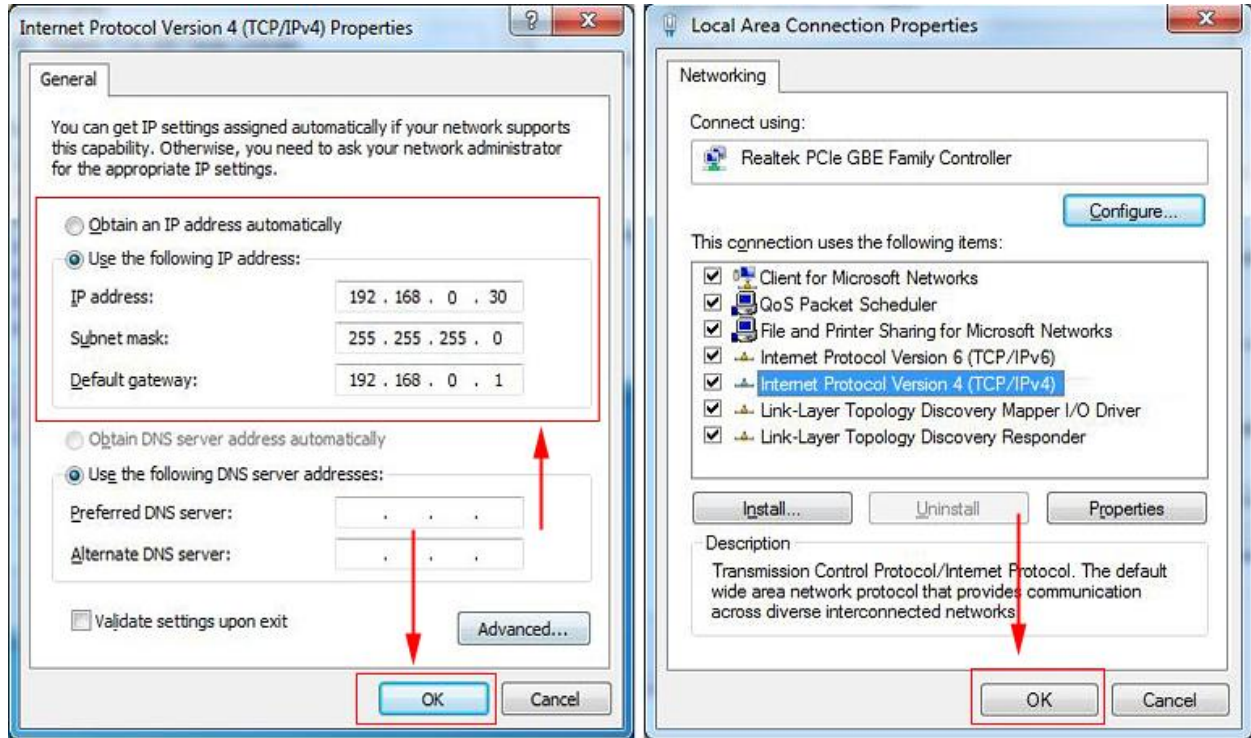 Internet Protocol Version 4 (TCP/IPv4) Properties
General
You can get IP settings assigned automatically if your network supports
this capability. Otherwise, you need to ask your network administrator
for the appropriate IP settings.
Obtain an IP address automatically
Use the following IP address:
IP address: 192 . 168 . 0 . 30
Subnet mask: 255 . 255 . 255 . 0
Default gateway: 192 . 168 . 0 . 1
Obtain DNS server address automatically
Use the following DNS server addresses:
Preferred DNS server: . . .
Alternate DNS server: . . .
Validate settings upon exit
Advanced...
OK Cancel
Local Area Connection Properties
Networking
Connect using:
Realtek PCIe GBE Family Controller
Configure...
This connection uses the following items:
Client for Microsoft Networks
QoS Packet Scheduler
File and Printer Sharing for Microsoft Networks
Internet Protocol Version 6 (TCP/IPv6)
Internet Protocol Version 4 (TCP/IPv4)
Link-Layer Topology Discovery Mapper I/O Driver
Link-Layer Topology Discovery Responder
Install... Uninstall Properties
Description
Transmission Control Protocol/Internet Protocol. The default
wide area network protocol that provides communication
across diverse interconnected networks
OK Cancel